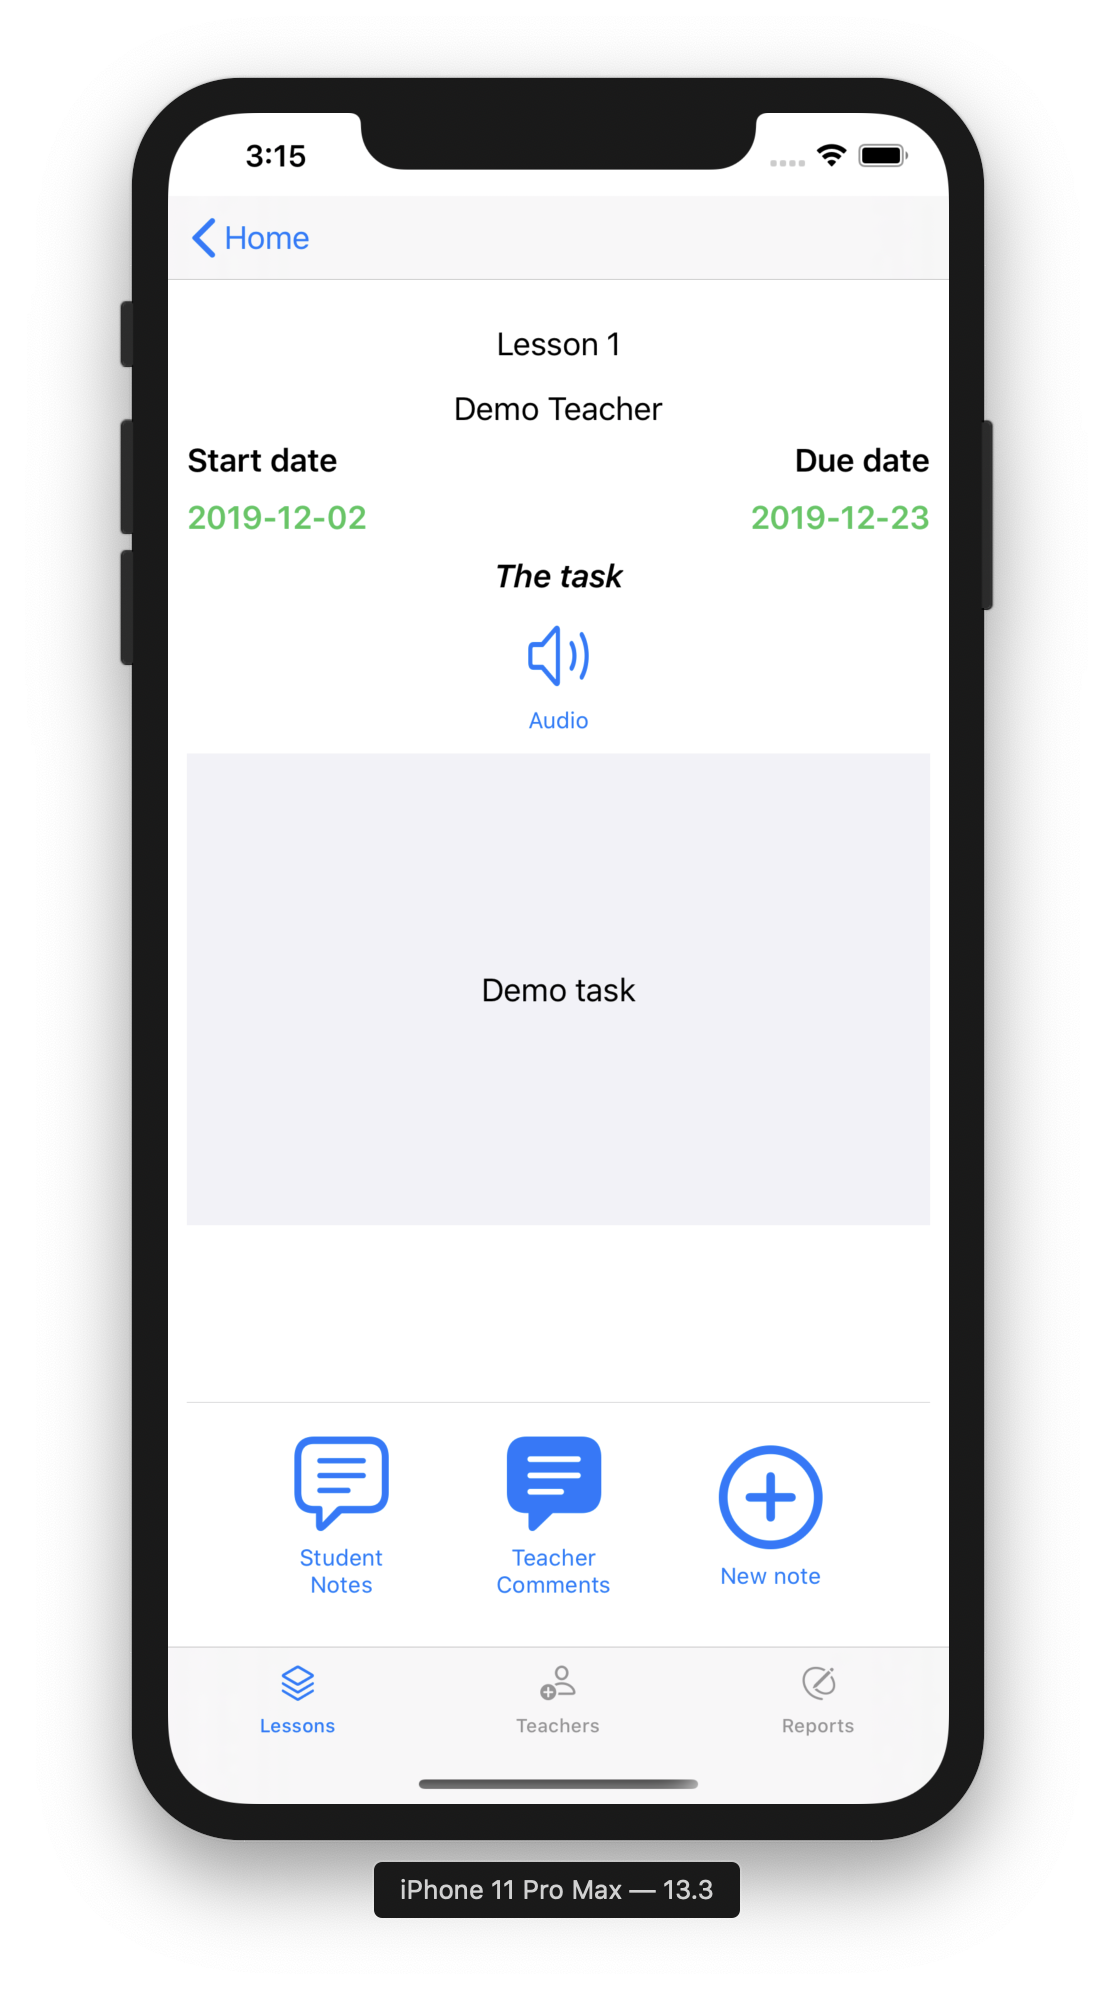 3:15
Home
Lesson 1
Demo Teacher
Start date Due date
2019-12-02 2019-12-23
The task
Audio
Demo task
Student Notes
Teacher Comments
New note
Lessons Teachers Reports
iPhone 11 Pro Max — 13.3